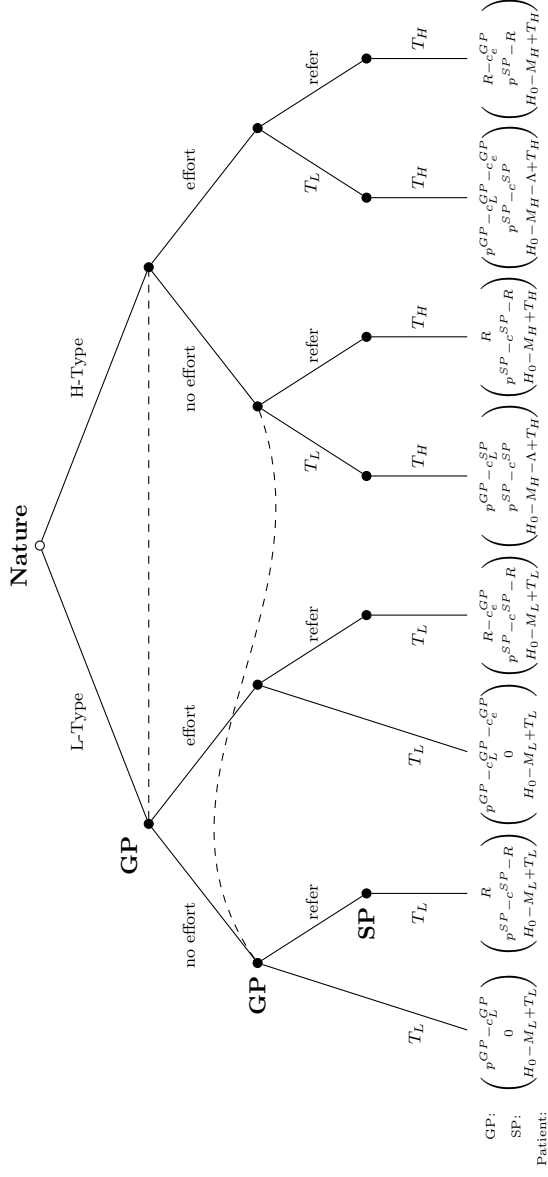 Nature
L-Type H-Type
GP
no effort effort no effort effort
GP
refer refer T_L refer T_L refer
SP
T_L T_L T_L T_L T_H T_H T_H T_H
GP: p^{GP}−c_L^{GP} R p^{GP}−c_L^{GP}−c_e^{GP} R−c_e^{GP} p^{GP}−c_L^{SP} R p^{GP}−c_L^{GP}−c_e^{GP} R−c_e^{GP}
SP: 0 p^{SP}−c^{SP}−R 0 p^{SP}−c^{SP}−R p^{SP}−c^{SP} p^{SP}−c^{SP}−R p^{SP}−c^{SP} p^{SP}−R
Patient: H_0−M_L+T_L H_0−M_L+T_L H_0−M_L+T_L H_0−M_L+T_L H_0−M_H−Λ+T_H H_0−M_H+T_H H_0−M_H−Λ+T_H H_0−M_H+T_H